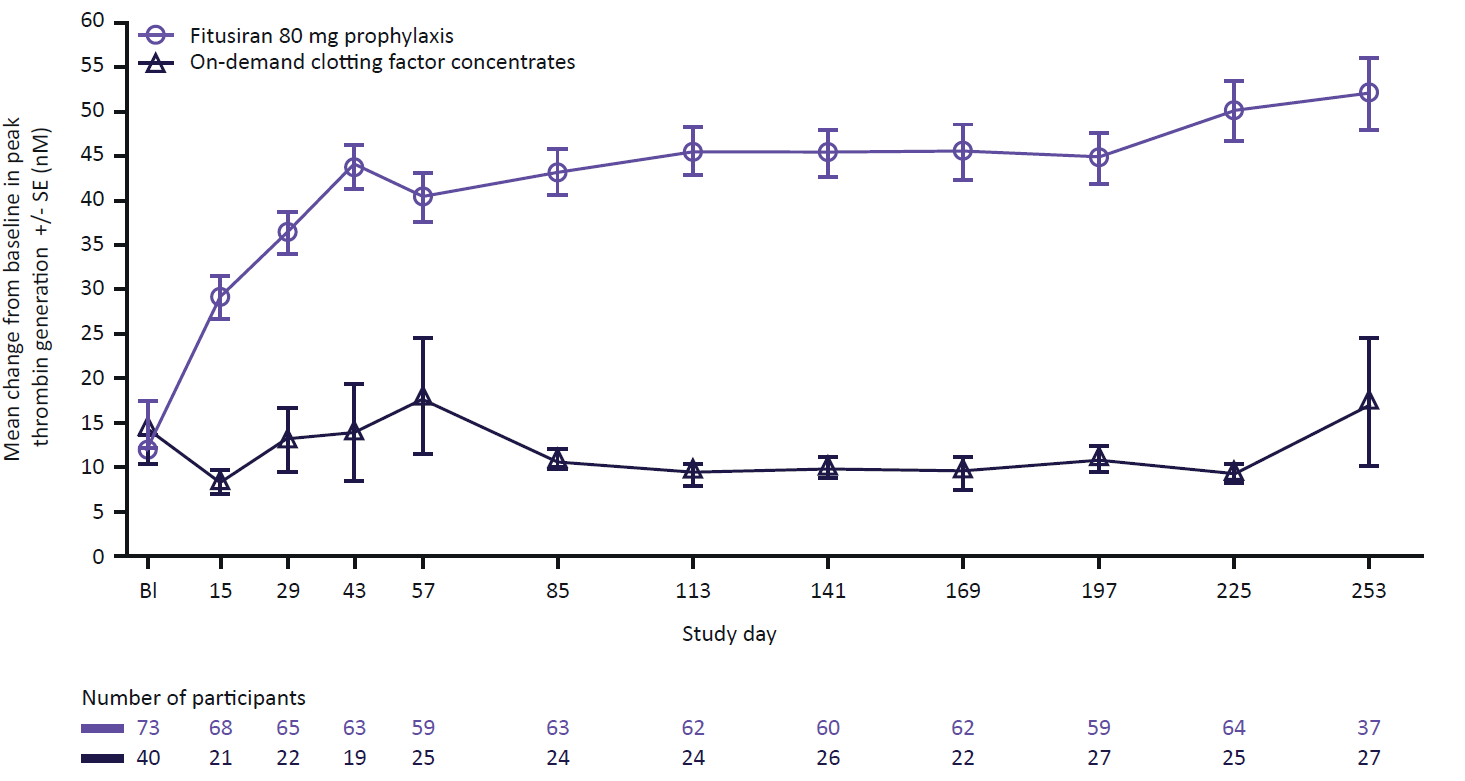 Fitusiran 80 mg prophylaxis
On-demand clotting factor concentrates
Mean change from baseline in peak
thrombin generation +/- SE (nM)
60
55
50
45
40
35
30
25
20
15
10
5
0
Bl 15 29 43 57 85 113 141 169 197 225 253
Study day
Number of participants
73 68 65 63 59 63 62 60 62 59 64 37
40 21 22 19 25 24 24 26 22 27 25 27